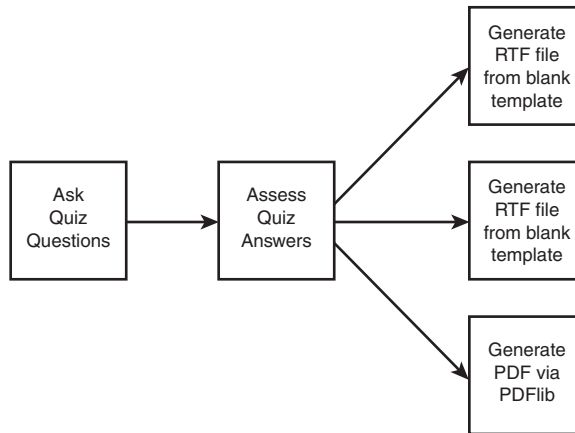 Generate
RTF file
from blank
template
Ask
Quiz
Questions
Assess
Quiz
Answers
Generate
RTF file
from blank
template
Generate
PDF via
PDFlib